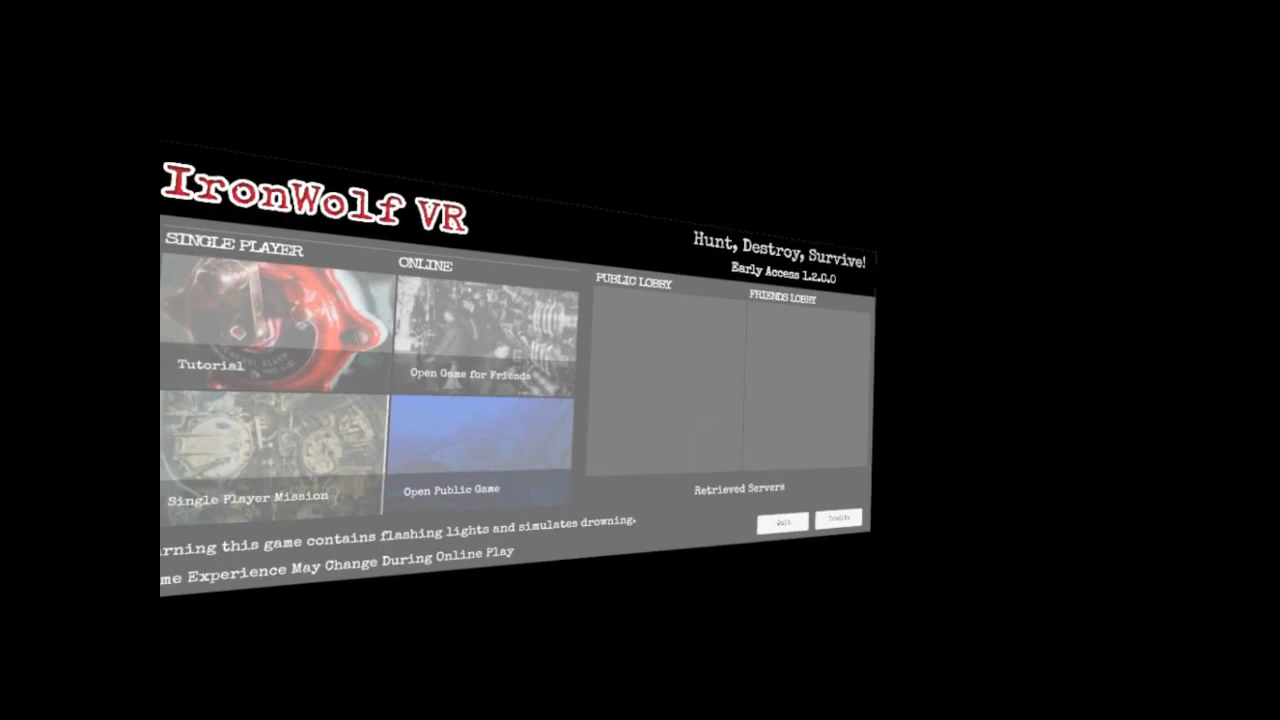 IronWolf VR
Hunt, Destroy, Survive!
Early Access 1.2.0.0
SINGLE PLAYER
ONLINE
PUBLIC LOBBY
FRIENDS LOBBY
Tutorial
Open Game for Friends
Single Player Mission
Open Public Game
Retrieved Servers
Quit
Credits
this game contains flashing lights and simulates drowning.
Experience May Change During Online Play